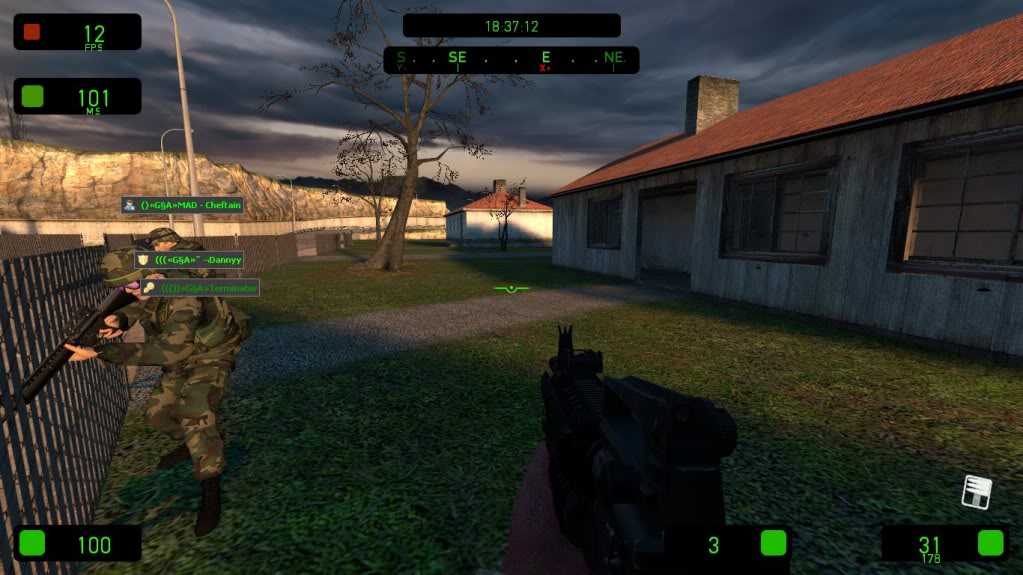 12
FPS
18:37:12
S . . SE . . E . . NE.
X+
101
MS
()«G§A»MAD - Cheftain
(((«G§A»^ ¬Dannyy
((())«G§A»Terminator
100
3
31
178